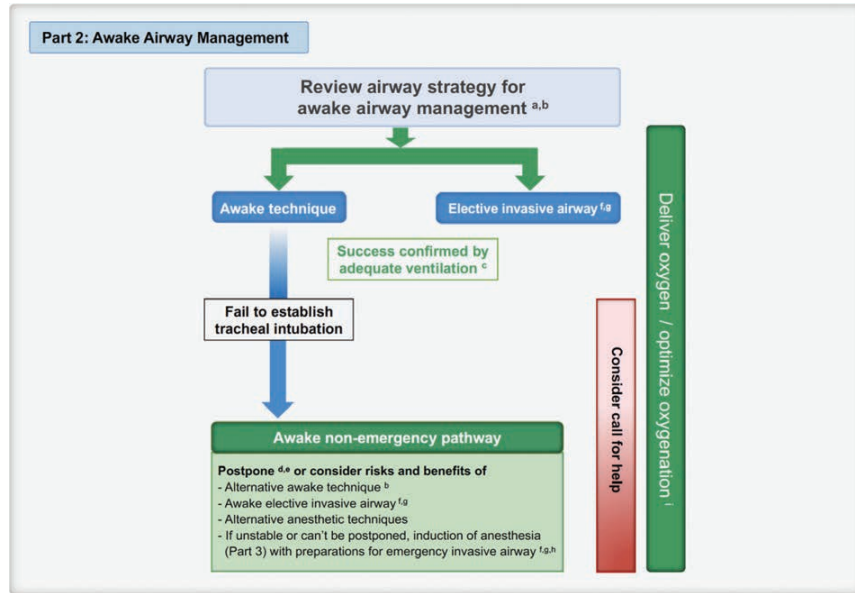 Part 2: Awake Airway Management
Review airway strategy for
awake airway management a,b
Awake technique
Elective invasive airway f,g
Success confirmed by
adequate ventilation c
Fail to establish
tracheal intubation
Awake non-emergency pathway
Postpone d,e or consider risks and benefits of
- Alternative awake technique b
- Awake elective invasive airway f,g
- Alternative anesthetic techniques
- If unstable or can't be postponed, induction of anesthesia
(Part 3) with preparations for emergency invasive airway f,g,h
Consider call for help
Deliver oxygen / optimize oxygenation i